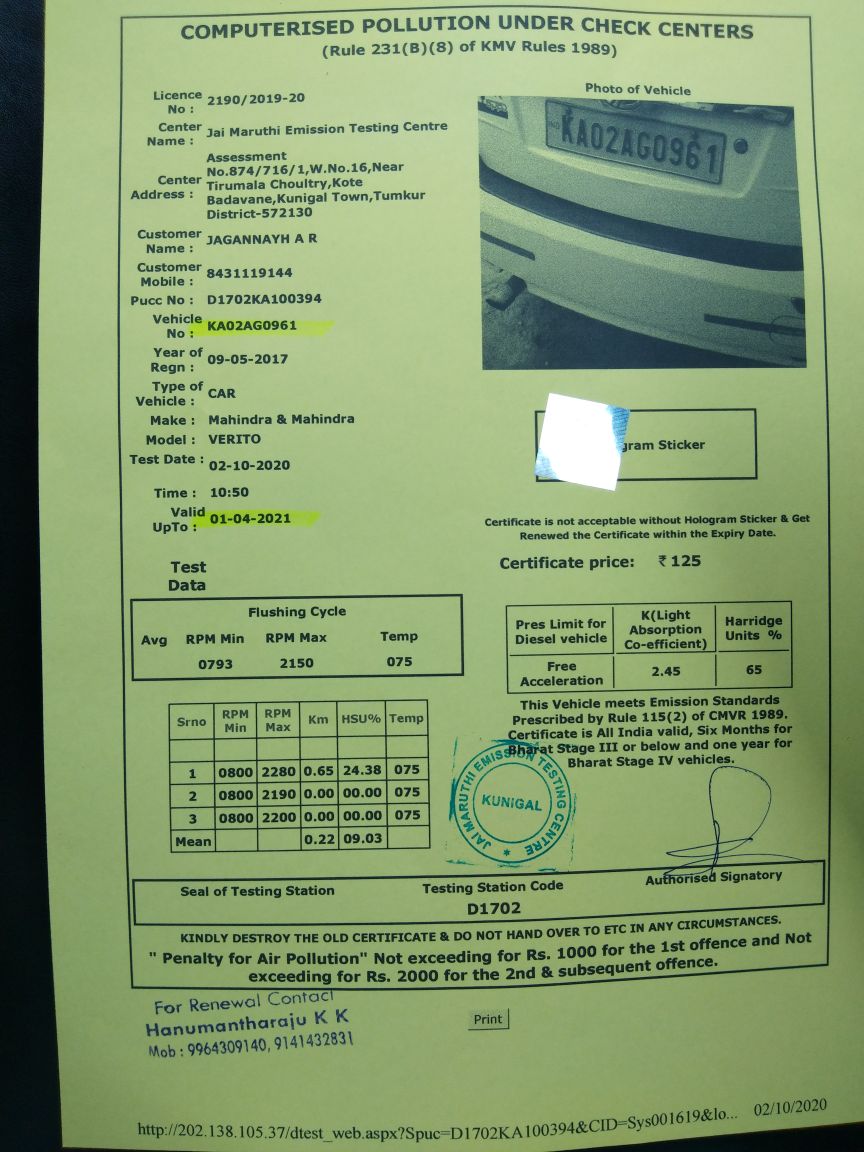 COMPUTERISED POLLUTION UNDER CHECK CENTERS
(Rule 231(B)(8) of KMV Rules 1989)
Licence No : 2190/2019-20
Center Name : Jai Maruthi Emission Testing Centre
Center Address : Assessment
No.874/716/1,W.No.16,Near
Tirumala Choultry,Kote
Badavane,Kunigal Town,Tumkur
District-572130
Customer Name : JAGANNAYH A R
Customer Mobile : 8431119144
Pucc No : D1702KA100394
Vehicle No : KA02AG0961
Year of Regn : 09-05-2017
Type of Vehicle : CAR
Make : Mahindra & Mahindra
Model : VERITO
Test Date : 02-10-2020
Time : 10:50
Valid UpTo : 01-04-2021
Photo of Vehicle
KA02AG0961
gram Sticker
Certificate is not acceptable without Hologram Sticker & Get
Renewed the Certificate within the Expiry Date.
Certificate price: ₹ 125
Test
Data
Flushing Cycle
Avg RPM Min RPM Max Temp
0793 2150 075
Pres Limit for Diesel vehicle K(Light Absorption Co-efficient) Harridge Units %
Free Acceleration 2.45 65
Srno RPM Min RPM Max Km HSU% Temp
1 0800 2280 0.65 24.38 075
2 0800 2190 0.00 00.00 075
3 0800 2200 0.00 00.00 075
Mean 0.22 09.03
This Vehicle meets Emission Standards
Prescribed by Rule 115(2) of CMVR 1989.
Certificate is All India valid, Six Months for
Bharat Stage III or below and one year for
Bharat Stage IV vehicles.
JAI MARUTHI EMISSION TESTING CENTRE
KUNIGAL
Seal of Testing Station
Testing Station Code
D1702
Authorised Signatory
KINDLY DESTROY THE OLD CERTIFICATE & DO NOT HAND OVER TO ETC IN ANY CIRCUMSTANCES.
" Penalty for Air Pollution" Not exceeding for Rs. 1000 for the 1st offence and Not
exceeding for Rs. 2000 for the 2nd & subsequent offence.
For Renewal Contact
Hanumantharaju K K
Mob : 9964309140, 9141432831
Print
http://202.138.105.37/dtest_web.aspx?Spuc=D1702KA100394&CID=Sys001619&lo...
02/10/2020